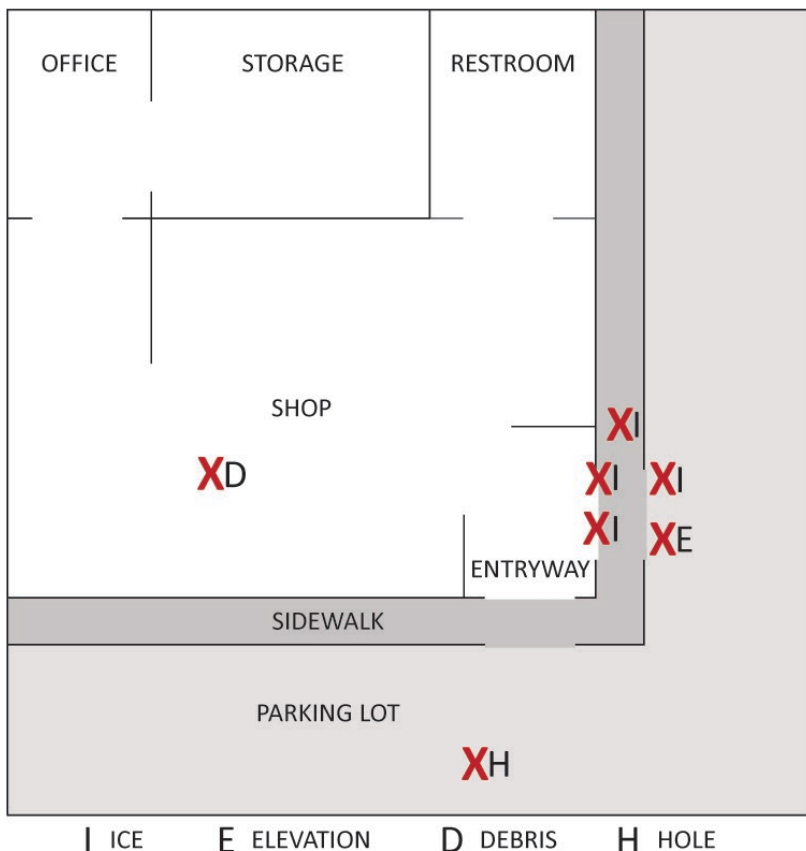 OFFICE STORAGE RESTROOM
SHOP
XI
XD XI XI
XI XE
ENTRYWAY
SIDEWALK
PARKING LOT
XH
I ICE E ELEVATION D DEBRIS H HOLE